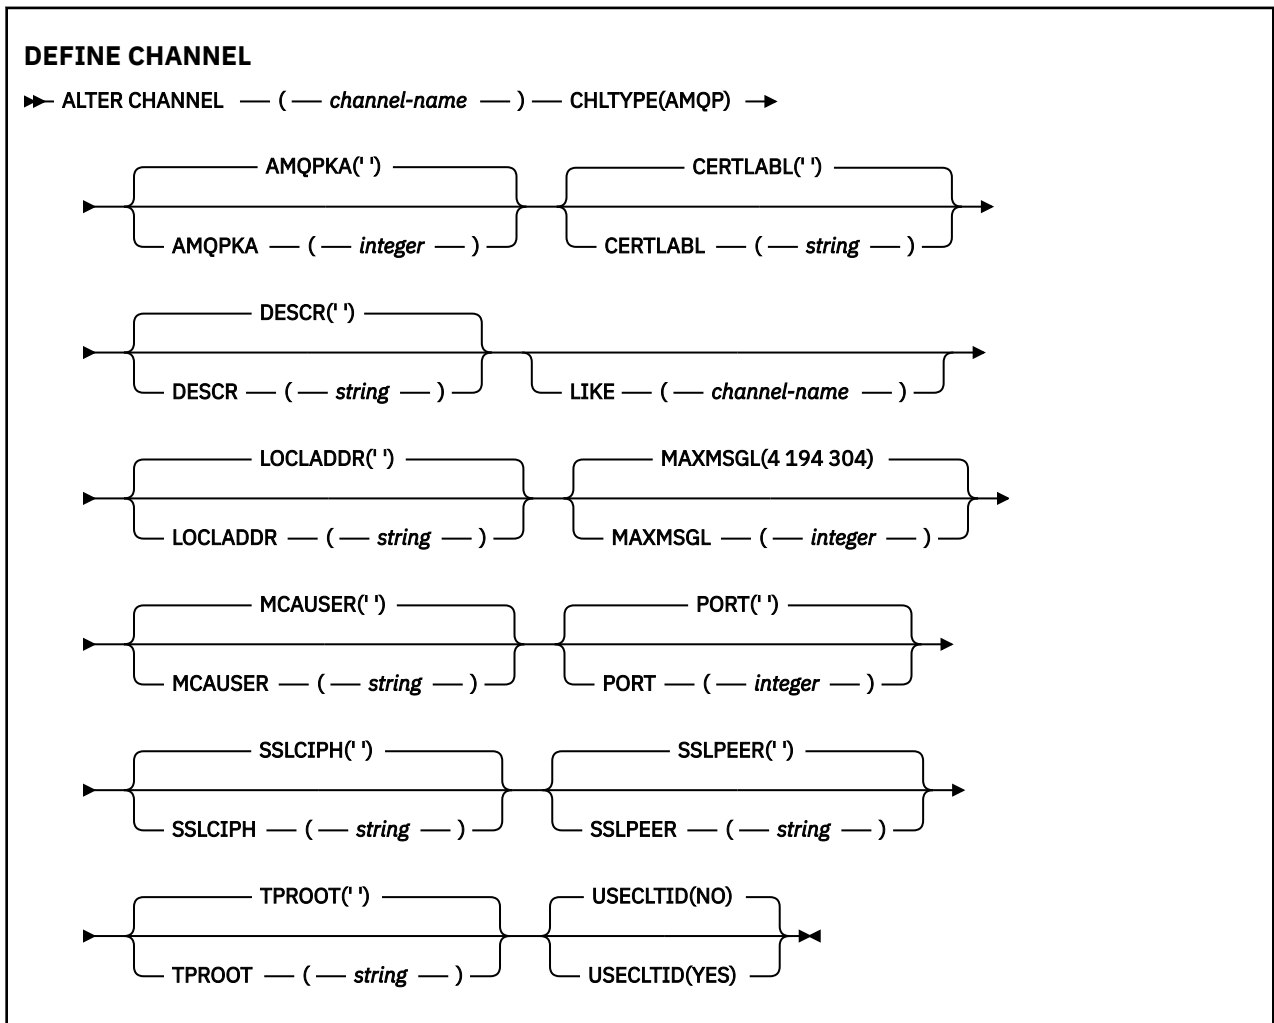 DEFINE CHANNEL
ALTER CHANNEL ( channel-name ) CHLTYPE(AMQP)
AMQPKA(' ') CERTLABL(' ')
AMQPKA ( integer ) CERTLABL ( string )
DESCR(' ')
DESCR ( string ) LIKE ( channel-name )
LOCLADDR(' ') MAXMSGL(4 194 304)
LOCLADDR ( string ) MAXMSGL ( integer )
MCAUSER(' ') PORT(' ')
MCAUSER ( string ) PORT ( integer )
SSLCIPH(' ') SSLPEER(' ')
SSLCIPH ( string ) SSLPEER ( string )
TPROOT(' ') USECLTID(NO)
TPROOT ( string ) USECLTID(YES)